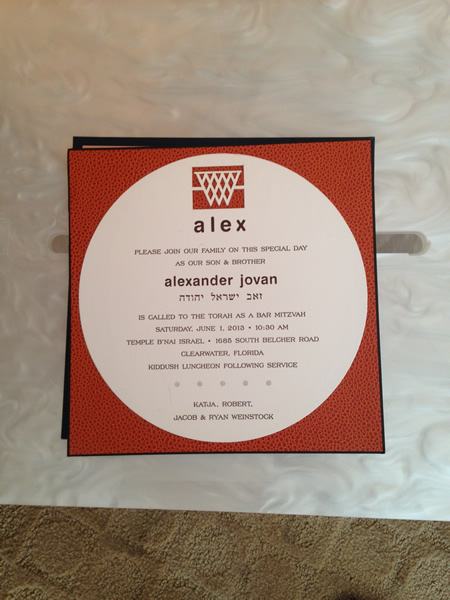 alex
PLEASE JOIN OUR FAMILY ON THIS SPECIAL DAY
AS OUR SON & BROTHER
alexander jovan
זאב ישראל יהודה
IS CALLED TO THE TORAH AS A BAR MITZVAH
SATURDAY, JUNE 1, 2013 • 10:30 AM
TEMPLE B'NAI ISRAEL • 1685 SOUTH BELCHER ROAD
CLEARWATER, FLORIDA
KIDDUSH LUNCHEON FOLLOWING SERVICE
KATJA, ROBERT,
JACOB & RYAN WEINSTOCK